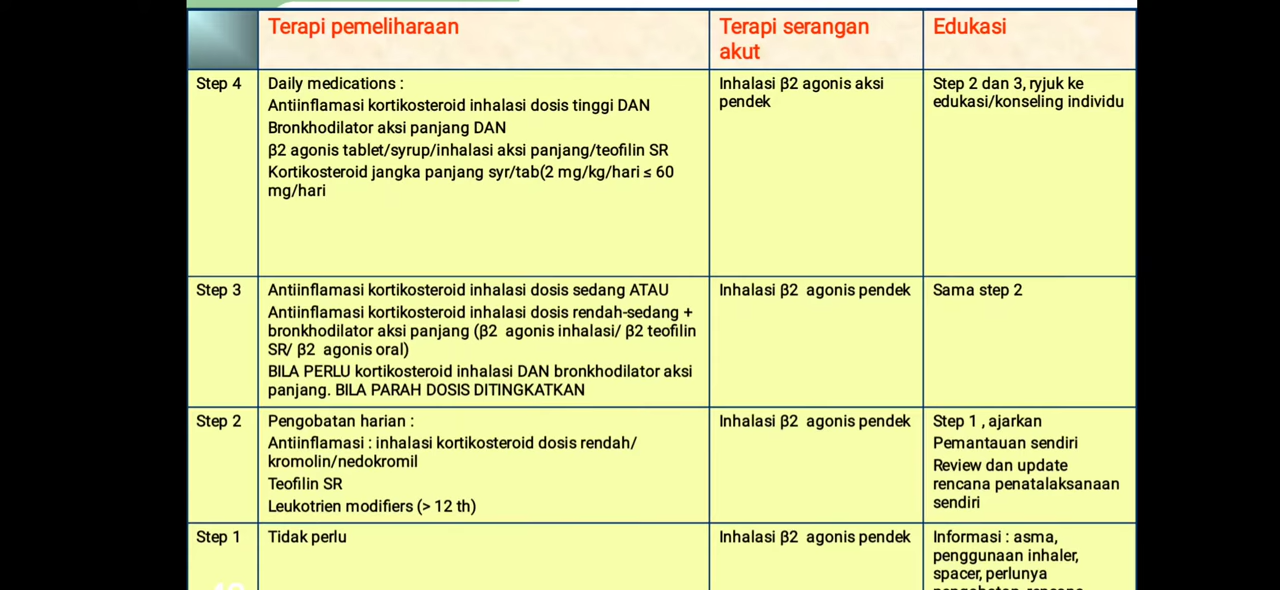 Terapi pemeliharaan
Terapi serangan
akut
Edukasi
Step 4
Daily medications :
Antiinflamasi kortikosteroid inhalasi dosis tinggi DAN
Bronkhodilator aksi panjang DAN
β2 agonis tablet/syrup/inhalasi aksi panjang/teofilin SR
Kortikosteroid jangka panjang syr/tab(2 mg/kg/hari ≤ 60
mg/hari
Inhalasi β2 agonis aksi
pendek
Step 2 dan 3, ryjuk ke
edukasi/konseling individu
Step 3
Antiinflamasi kortikosteroid inhalasi dosis sedang ATAU
Antiinflamasi kortikosteroid inhalasi dosis rendah-sedang +
bronkhodilator aksi panjang (β2 agonis inhalasi/ β2 teofilin
SR/ β2 agonis oral)
BILA PERLU kortikosteroid inhalasi DAN bronkhodilator aksi
panjang. BILA PARAH DOSIS DITINGKATKAN
Inhalasi β2 agonis pendek
Sama step 2
Step 2
Pengobatan harian :
Antiinflamasi : inhalasi kortikosteroid dosis rendah/
kromolin/nedokromil
Teofilin SR
Leukotrien modifiers (> 12 th)
Inhalasi β2 agonis pendek
Step 1 , ajarkan
Pemantauan sendiri
Review dan update
rencana penatalaksanaan
sendiri
Step 1
Tidak perlu
Inhalasi β2 agonis pendek
Informasi : asma,
penggunaan inhaler,
spacer, perlunya